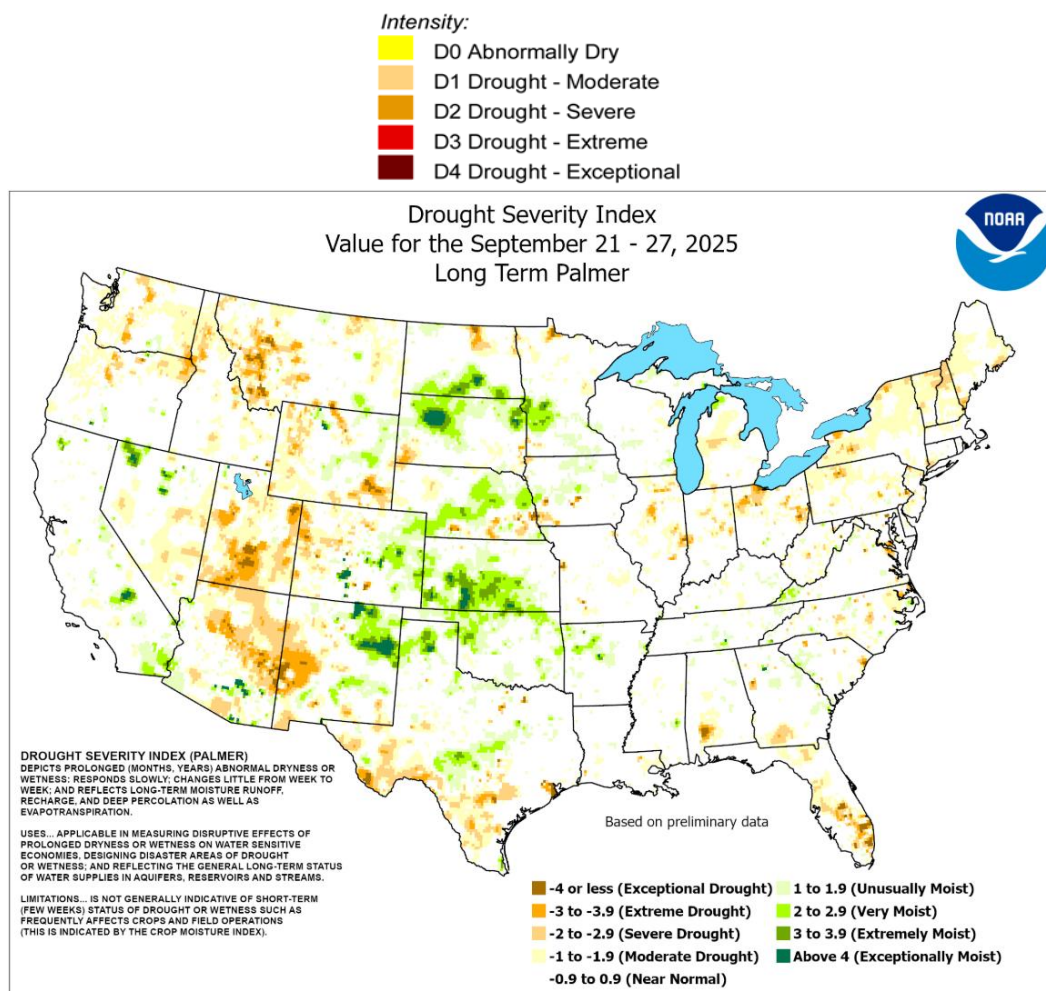 Intensity:
D0 Abnormally Dry
D1 Drought - Moderate
D2 Drought - Severe
D3 Drought - Extreme
D4 Drought - Exceptional
Drought Severity Index
Value for the September 21 - 27, 2025
Long Term Palmer
NOAA
DROUGHT SEVERITY INDEX (PALMER)
DEPICTS PROLONGED (MONTHS, YEARS) ABNORMAL DRYNESS OR
WETNESS: RESPONDS SLOWLY; CHANGES LITTLE FROM WEEK TO
WEEK; AND REFLECTS LONG-TERM MOISTURE RUNOFF,
RECHARGE, AND DEEP PERCOLATION AS WELL AS
EVAPOTRANSPIRATION.
USES... APPLICABLE IN MEASURING DISRUPTIVE EFFECTS OF
PROLONGED DRYNESS OR WETNESS ON WATER SENSITIVE
ECONOMIES, DESIGNING DISASTER AREAS OF DROUGHT
OR WETNESS; AND REFLECTING THE GENERAL LONG-TERM STATUS
OF WATER SUPPLIES IN AQUIFERS, RESERVOIRS AND STREAMS.
LIMITATIONS... IS NOT GENERALLY INDICATIVE OF SHORT-TERM
(FEW WEEKS) STATUS OF DROUGHT OR WETNESS SUCH AS
FREQUENTLY AFFECTS CROPS AND FIELD OPERATIONS
(THIS IS INDICATED BY THE CROP MOISTURE INDEX).
Based on preliminary data
-4 or less (Exceptional Drought)
-3 to -3.9 (Extreme Drought)
-2 to -2.9 (Severe Drought)
-1 to -1.9 (Moderate Drought)
-0.9 to 0.9 (Near Normal)
1 to 1.9 (Unusually Moist)
2 to 2.9 (Very Moist)
3 to 3.9 (Extremely Moist)
Above 4 (Exceptionally Moist)